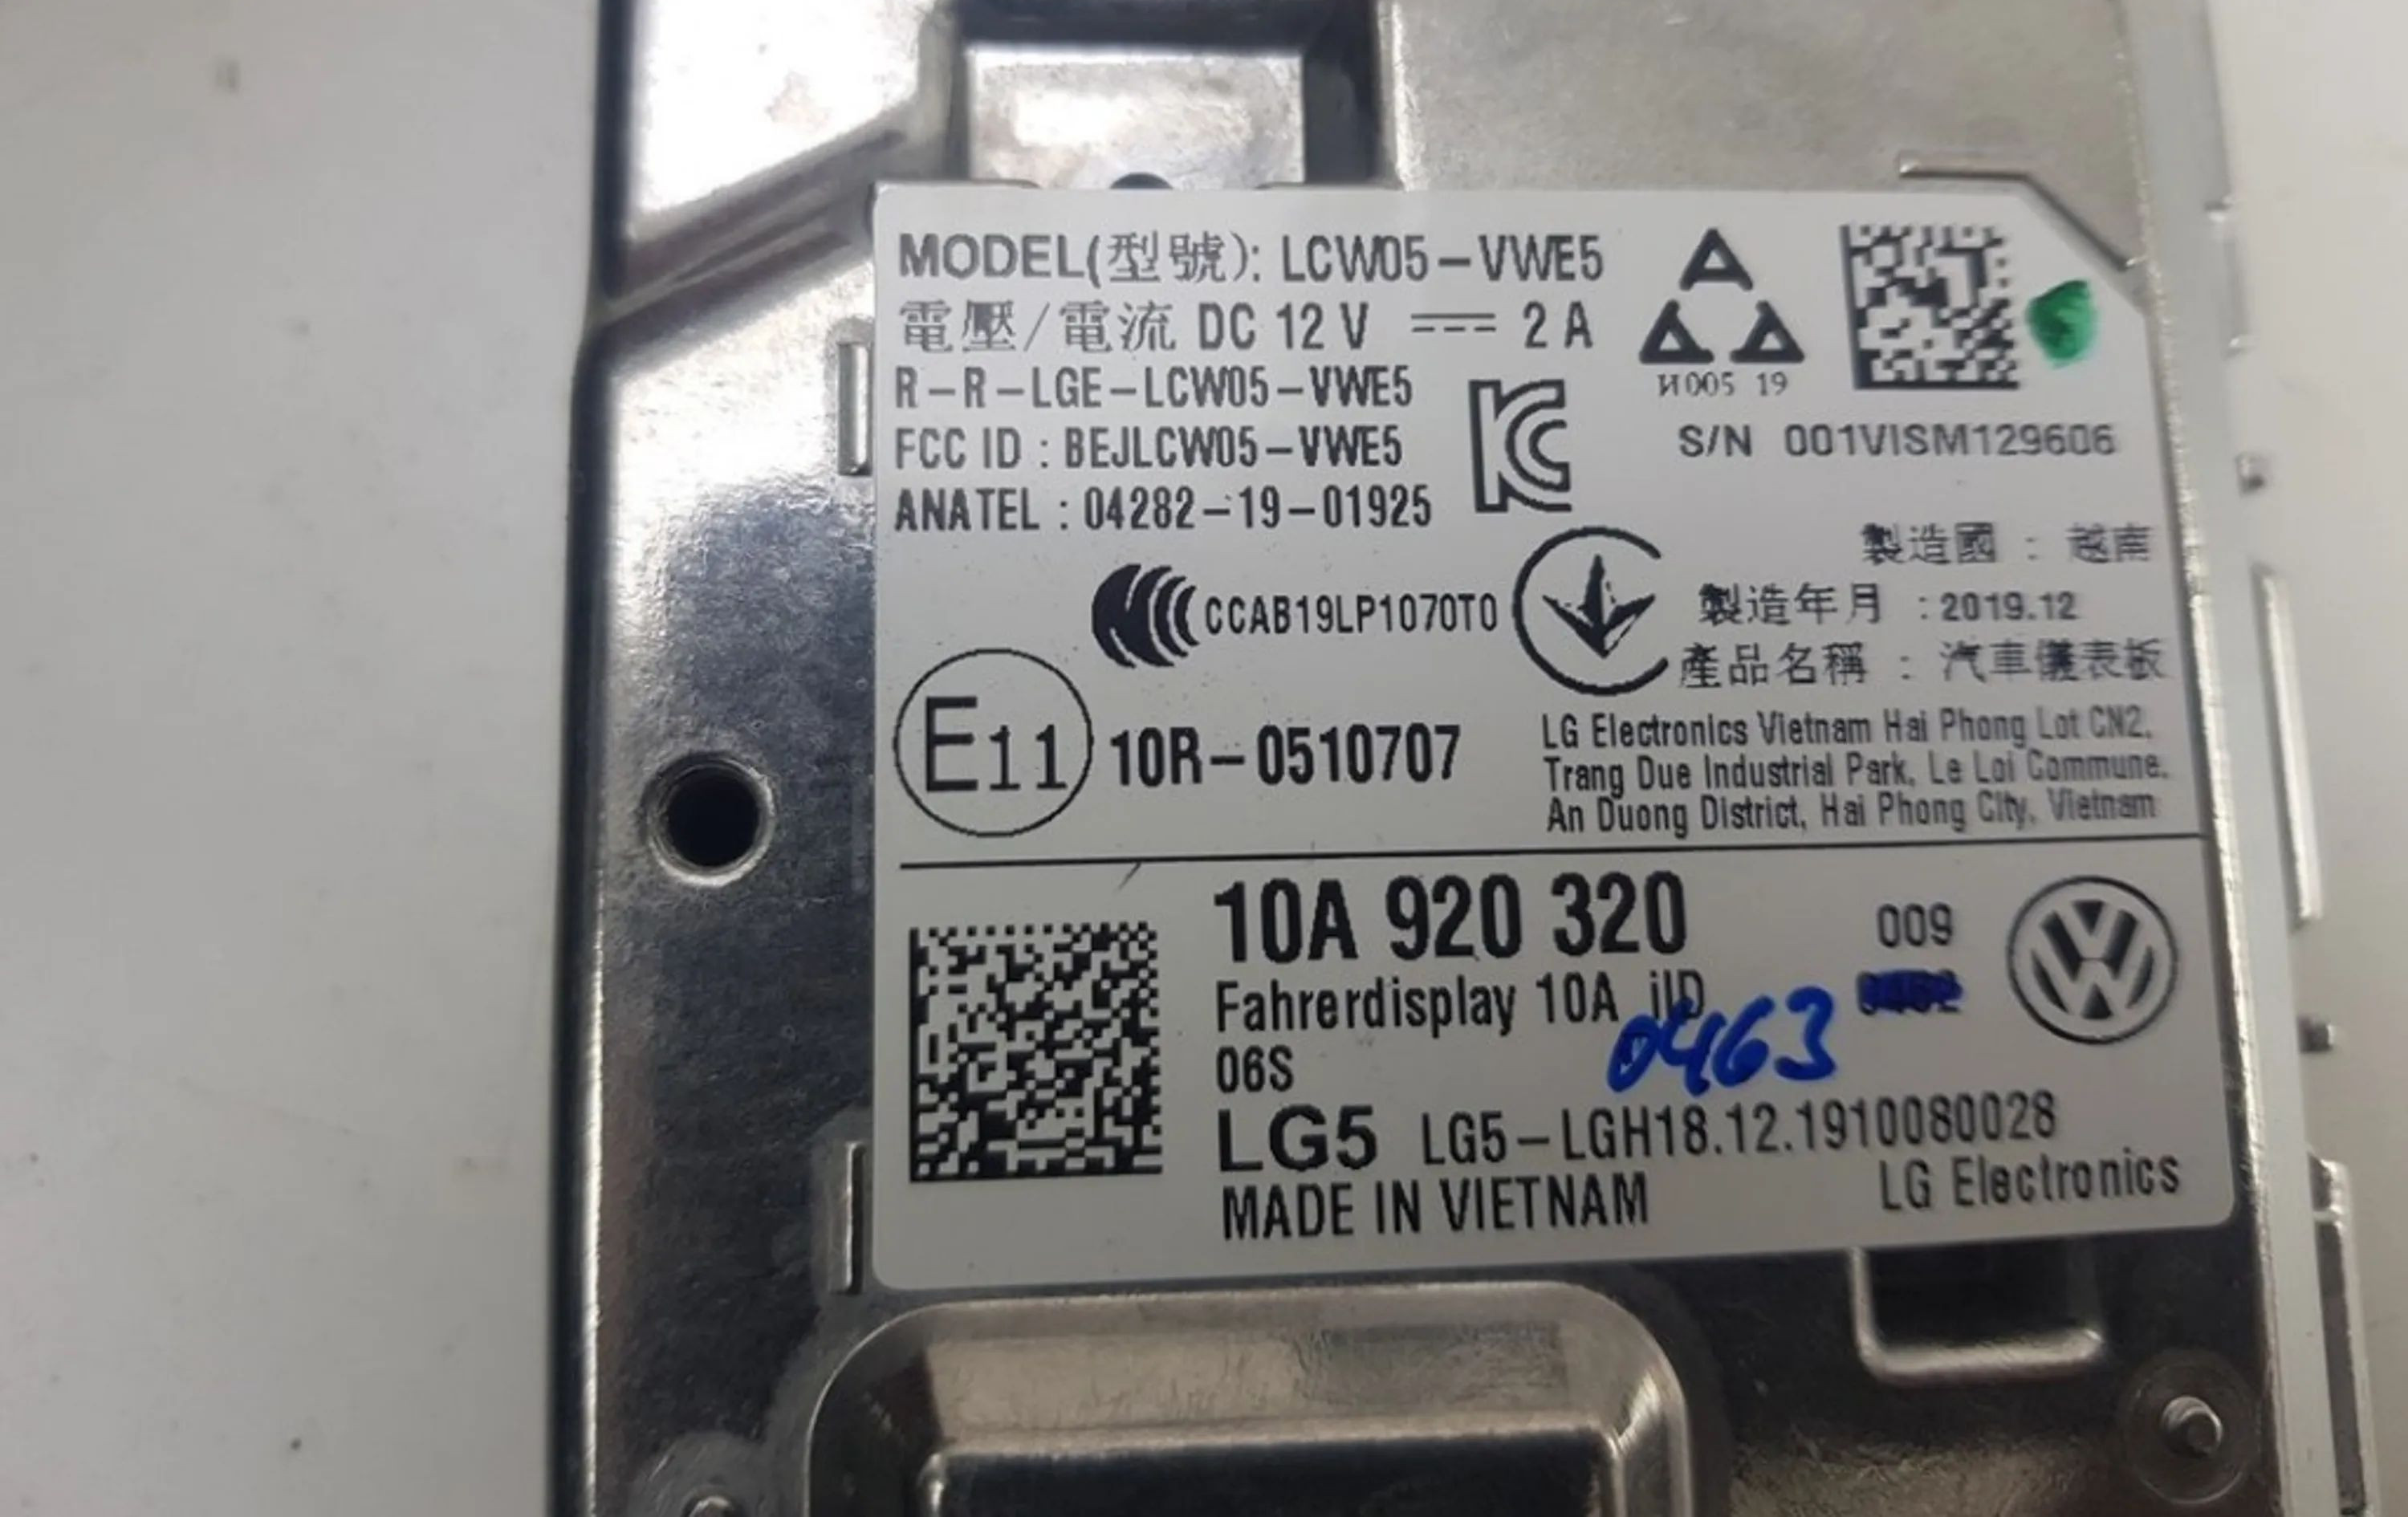 MODEL(型號): LCW05-VWE5
電壓/電流 DC 12 V ⎓ 2 A
R-R-LGE-LCW05-VWE5
FCC ID : BEJLCW05-VWE5
ANATEL : 04282-19-01925
И005 19
S/N 001VISM129606
CCAB19LP1070T0
製造國 : 越南
製造年月 : 2019.12
產品名稱 : 汽車儀表板
E11 10R-0510707
LG Electronics Vietnam Hai Phong Lot CN2,
Trang Due Industrial Park, Le Loi Commune,
An Duong District, Hai Phong City, Vietnam
10A 920 320 009
Fahrerdisplay 10A iID
0463
06S
LG5 LG5-LGH18.12.1910080028
MADE IN VIETNAM LG Electronics